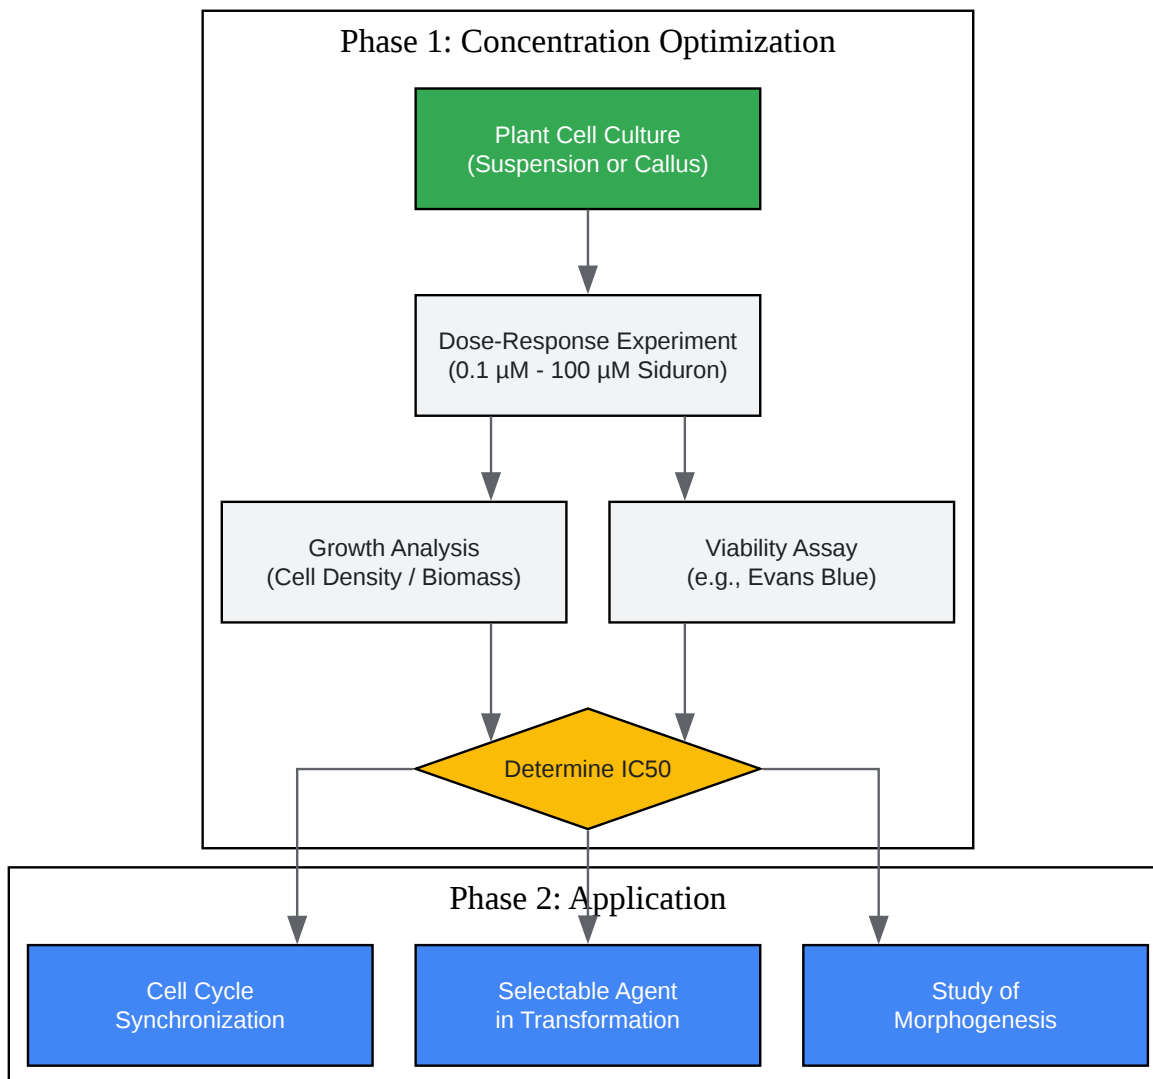 Phase 1: Concentration Optimization
Plant Cell Culture
(Suspension or Callus)
Dose-Response Experiment
(0.1 µM - 100 µM Siduron)
Growth Analysis
(Cell Density / Biomass)
Viability Assay
(e.g., Evans Blue)
Determine IC50
Phase 2: Application
Cell Cycle
Synchronization
Selectable Agent
in Transformation
Study of
Morphogenesis